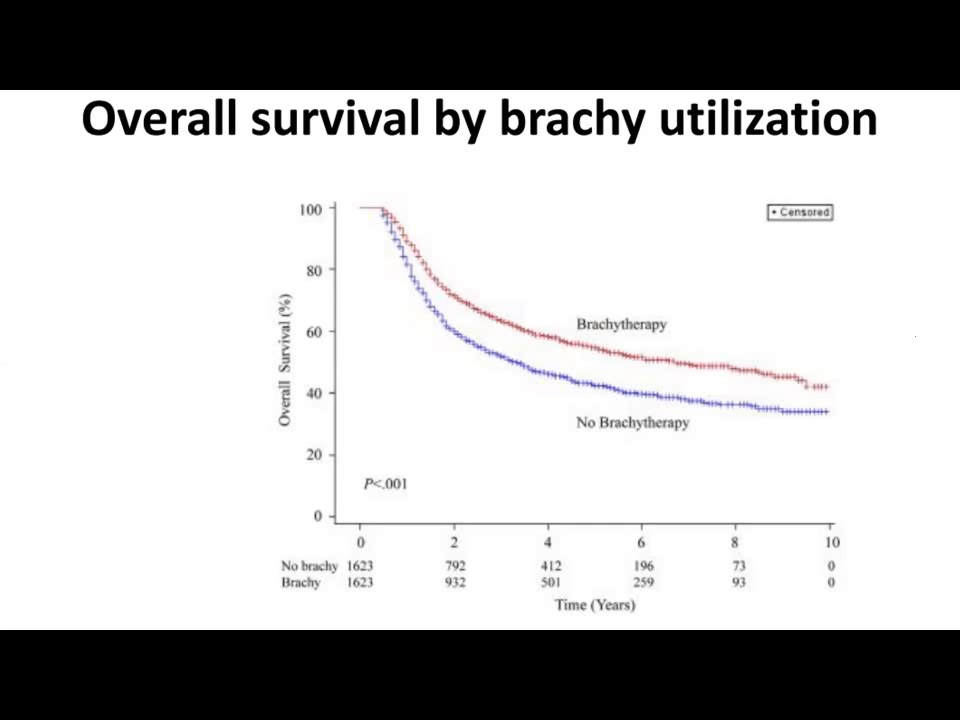 Overall survival by brachy utilization
+ Censored
100
80
60
40
20
0
Overall Survival (%)
Brachytherapy
No Brachytherapy
P<.001
0 2 4 6 8 10
No brachy 1623 792 412 196 73 0
Brachy 1623 932 501 259 93 0
Time (Years)